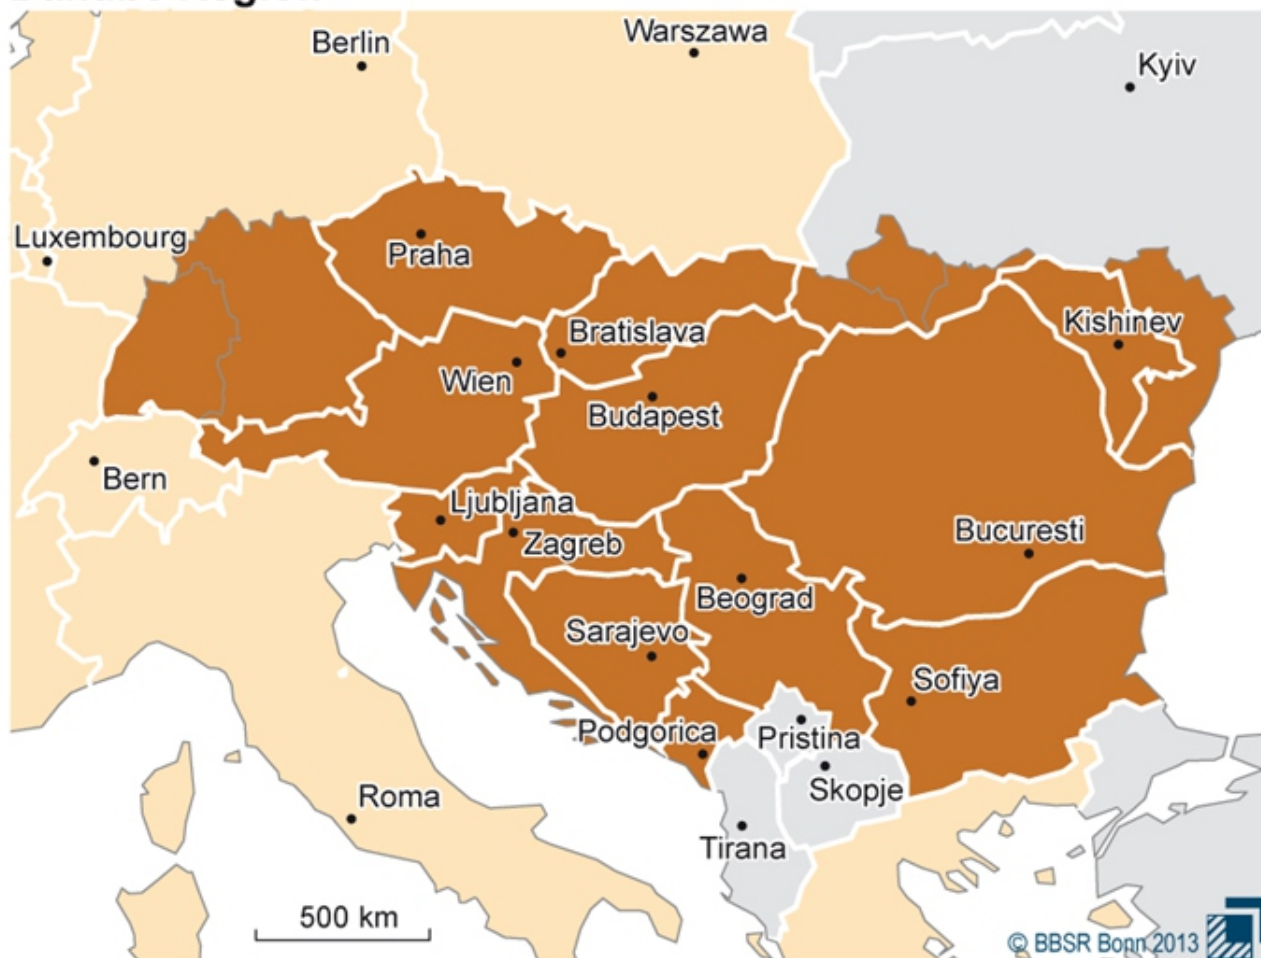 Berlin
Warszawa
Kyiv
Luxembourg
Praha
Kishinev
Bratislava
Wien
Budapest
Bern
Ljubljana
Zagreb
Bucuresti
Beograd
Sarajevo
Sofiya
Podgorica
Pristina
Skopje
Roma
Tirana
500 km
© BBSR Bonn 2013